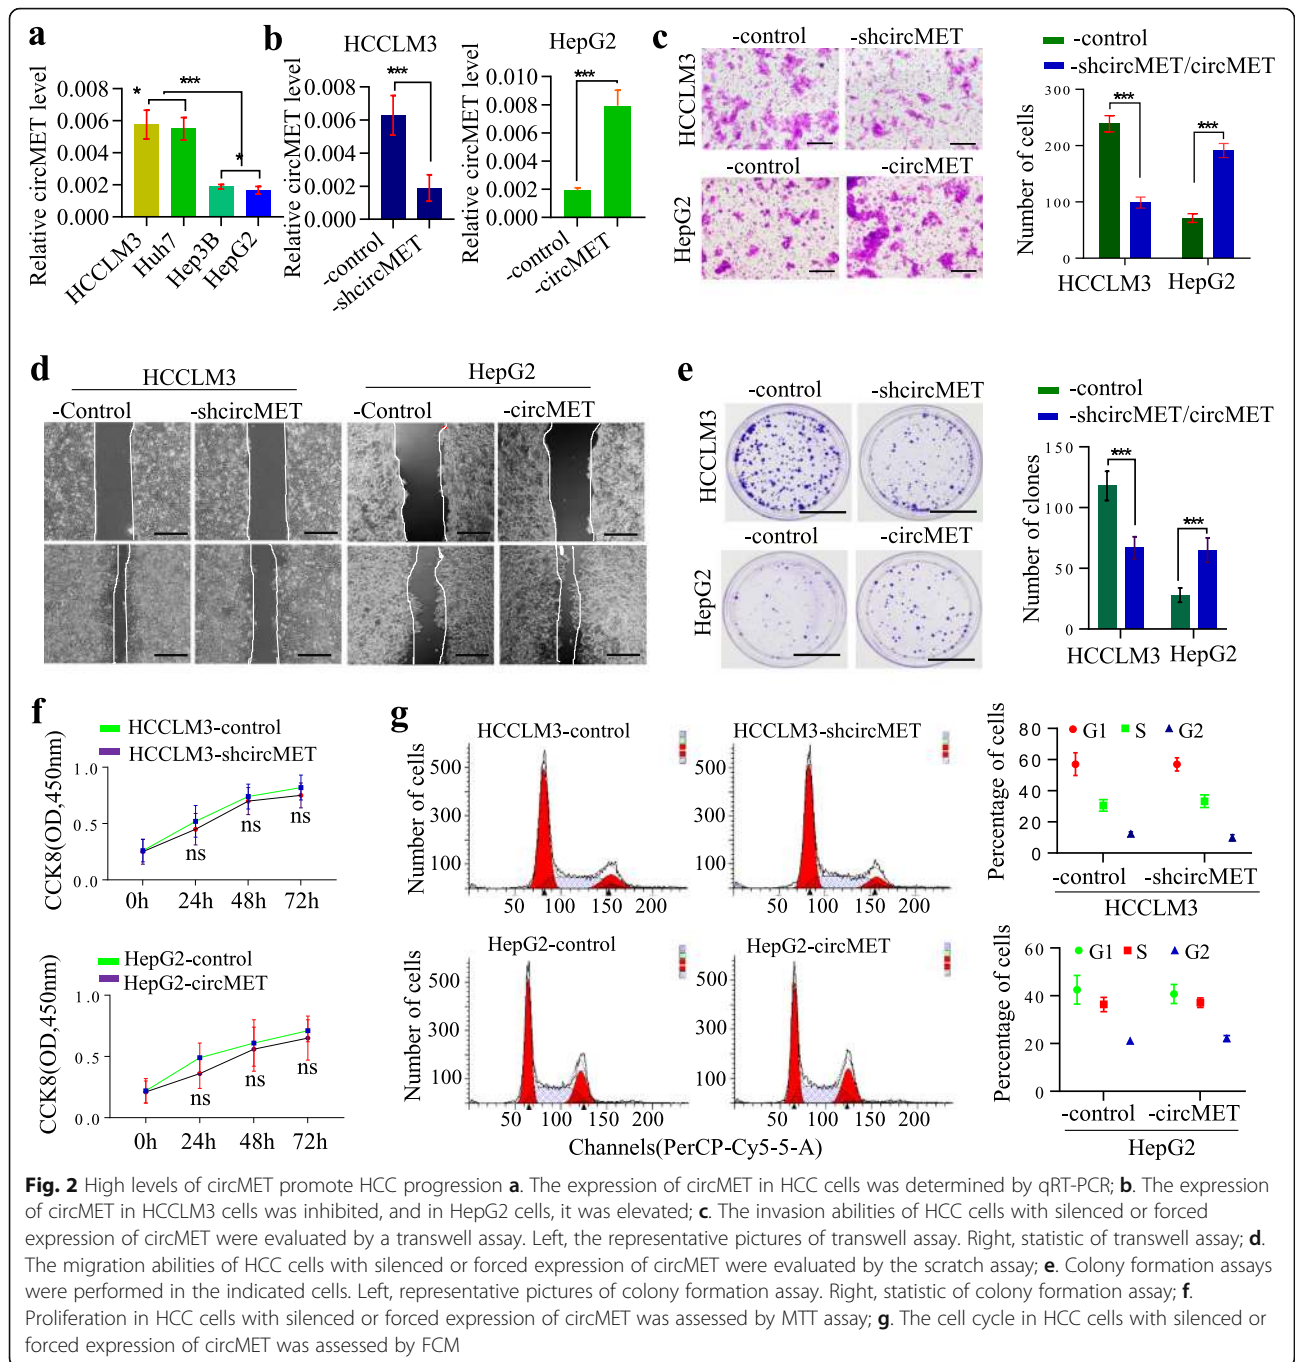 a
Relative circMET level
0.008
0.006
0.004
0.002
0.000
*
***
*
HCCLM3
Huh7
Hep3B
HepG2
b
HCCLM3
Relative circMET level
0.008
0.006
0.004
0.002
0.000
***
-control
-shcircMET
HepG2
Relative circMET level
0.010
0.008
0.006
0.004
0.002
0.000
***
-control
-circMET
c
-control
-shcircMET
HCCLM3
-control
-circMET
HepG2
-control
-shcircMET/circMET
Number of cells
300
200
100
0
***
***
HCCLM3
HepG2
d
HCCLM3
HepG2
-Control
-shcircMET
-Control
-circMET
e
-control
-shcircMET
HCCLM3
-control
-circMET
HepG2
-control
-shcircMET/circMET
Number of clones
150
100
50
0
***
***
HCCLM3
HepG2
f
HCCLM3-control
HCCLM3-shcircMET
CCK8(OD,450nm)
1.0
0.5
0.0
ns
ns
ns
0h
24h
48h
72h
HepG2-control
HepG2-circMET
CCK8(OD,450nm)
1.0
0.5
0.0
ns
ns
ns
0h
24h
48h
72h
g
HCCLM3-control
Number of cells
500
300
100
50
100
150
200
HCCLM3-shcircMET
500
300
100
50
100
150
200
G1
S
G2
Percentage of cells
80
60
40
20
0
-control
-shcircMET
HCCLM3
HepG2-control
Number of cells
500
300
100
50
100
150
200
HepG2-circMET
500
300
100
50
100
150
200
Channels(PerCP-Cy5-5-A)
G1
S
G2
Percentage of cells
60
40
20
0
-control
-circMET
HepG2
Fig. 2 High levels of circMET promote HCC progression a. The expression of circMET in HCC cells was determined by qRT-PCR; b. The expression
of circMET in HCCLM3 cells was inhibited, and in HepG2 cells, it was elevated; c. The invasion abilities of HCC cells with silenced or forced
expression of circMET were evaluated by a transwell assay. Left, the representative pictures of transwell assay. Right, statistic of transwell assay; d.
The migration abilities of HCC cells with silenced or forced expression of circMET were evaluated by the scratch assay; e. Colony formation assays
were performed in the indicated cells. Left, representative pictures of colony formation assay. Right, statistic of colony formation assay; f.
Proliferation in HCC cells with silenced or forced expression of circMET was assessed by MTT assay; g. The cell cycle in HCC cells with silenced or
forced expression of circMET was assessed by FCM